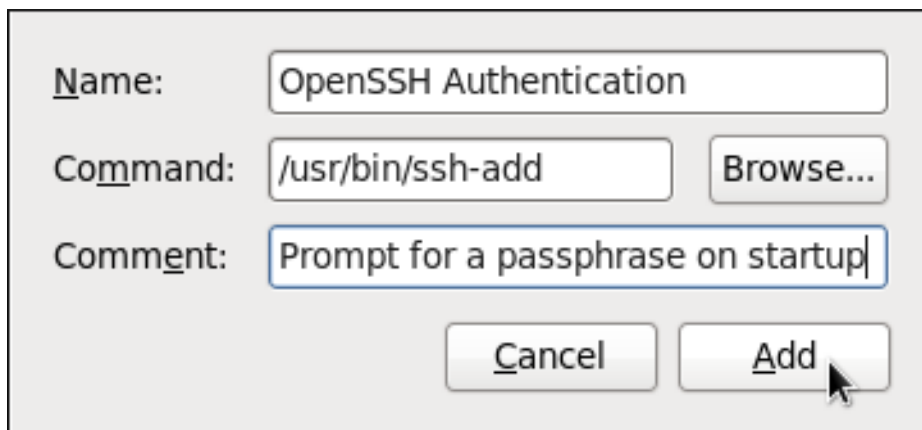 Name: OpenSSH Authentication
Command: /usr/bin/ssh-add Browse...
Comment: Prompt for a passphrase on startup
Cancel Add